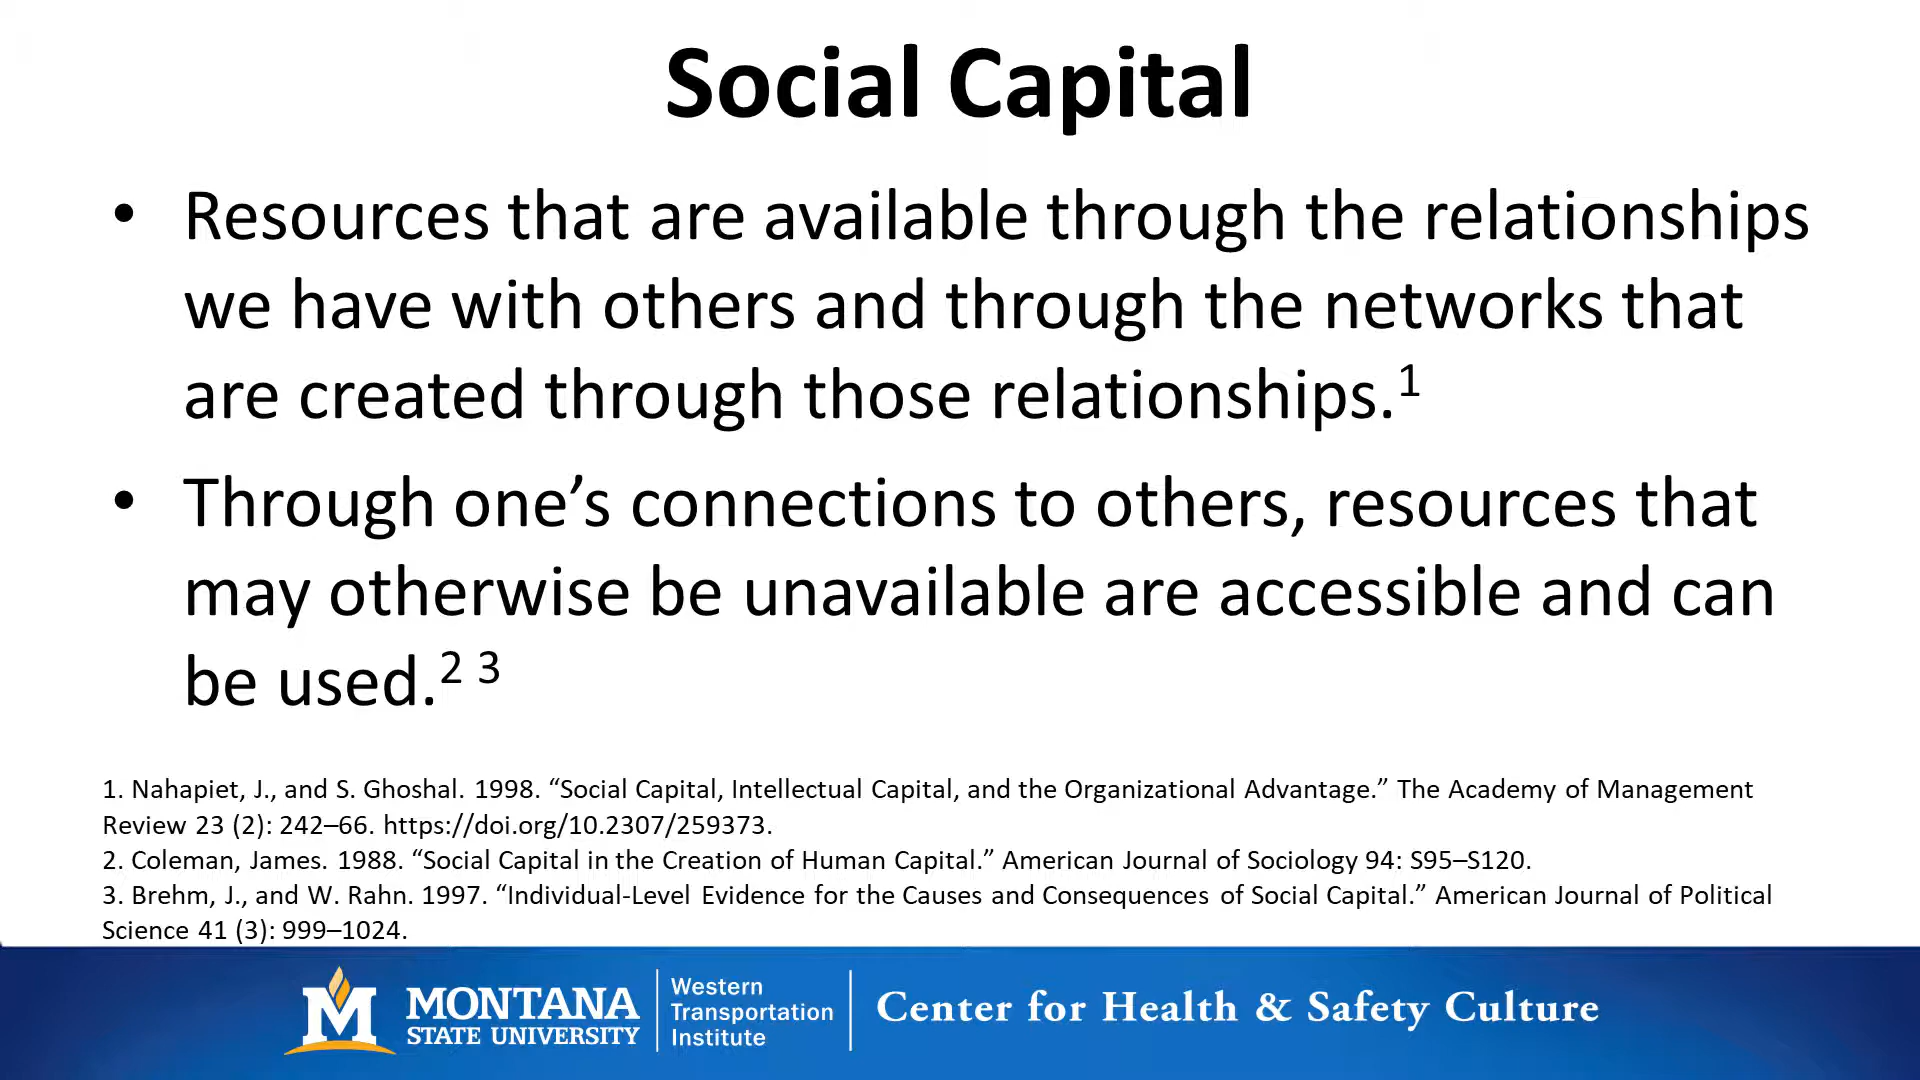 Social Capital
• Resources that are available through the relationships
we have with others and through the networks that
are created through those relationships.1
• Through one’s connections to others, resources that
may otherwise be unavailable are accessible and can
be used.2 3
1. Nahapiet, J., and S. Ghoshal. 1998. “Social Capital, Intellectual Capital, and the Organizational Advantage.” The Academy of Management
Review 23 (2): 242–66. https://doi.org/10.2307/259373.
2. Coleman, James. 1988. “Social Capital in the Creation of Human Capital.” American Journal of Sociology 94: S95–S120.
3. Brehm, J., and W. Rahn. 1997. “Individual-Level Evidence for the Causes and Consequences of Social Capital.” American Journal of Political
Science 41 (3): 999–1024.
M
MONTANA
STATE UNIVERSITY
Western
Transportation
Institute
Center for Health & Safety Culture